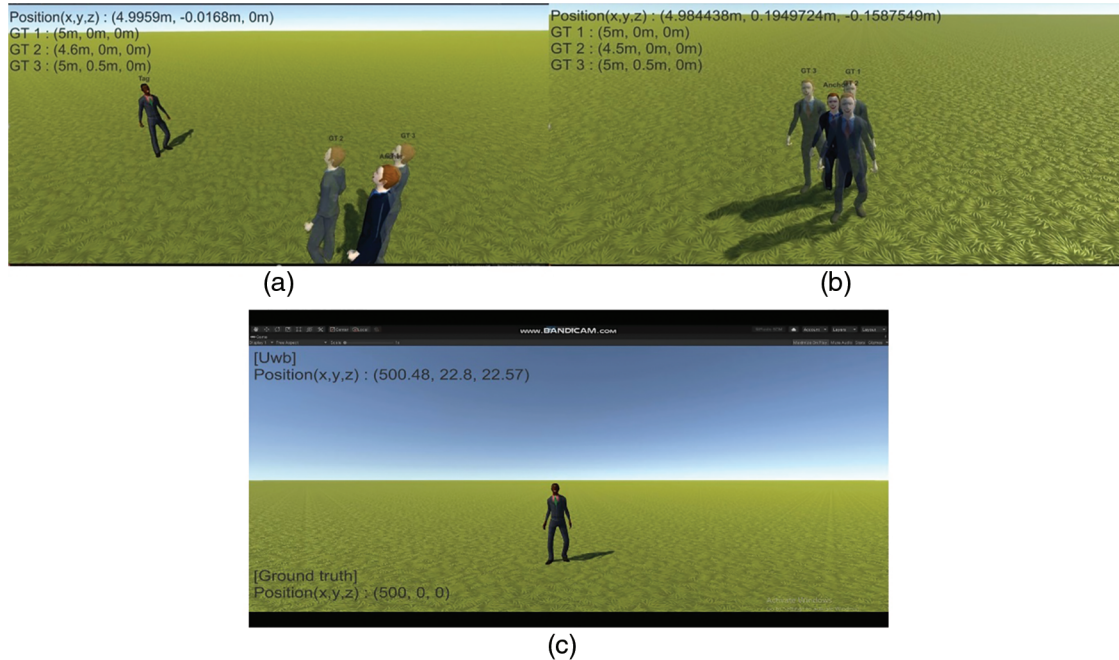 Position(x,y,z) : (4.9959m, -0.0168m, 0m)
GT 1 : (5m, 0m, 0m)
GT 2 : (4.6m, 0m, 0m)
GT 3 : (5m, 0.5m, 0m)
Tag
GT 2
GT 3
(a)
Position(x,y,z) : (4.984438m, 0.1949724m, -0.1587549m)
GT 1 : (5m, 0m, 0m)
GT 2 : (4.5m, 0m, 0m)
GT 3 : (5m, 0.5m, 0m)
GT 3
GT 1
(b)
www.BANDICAM.com
[Uwb]
Position(x,y,z) : (500.48, 22.8, 22.57)
[Ground truth]
Position(x,y,z) : (500, 0, 0)
(c)